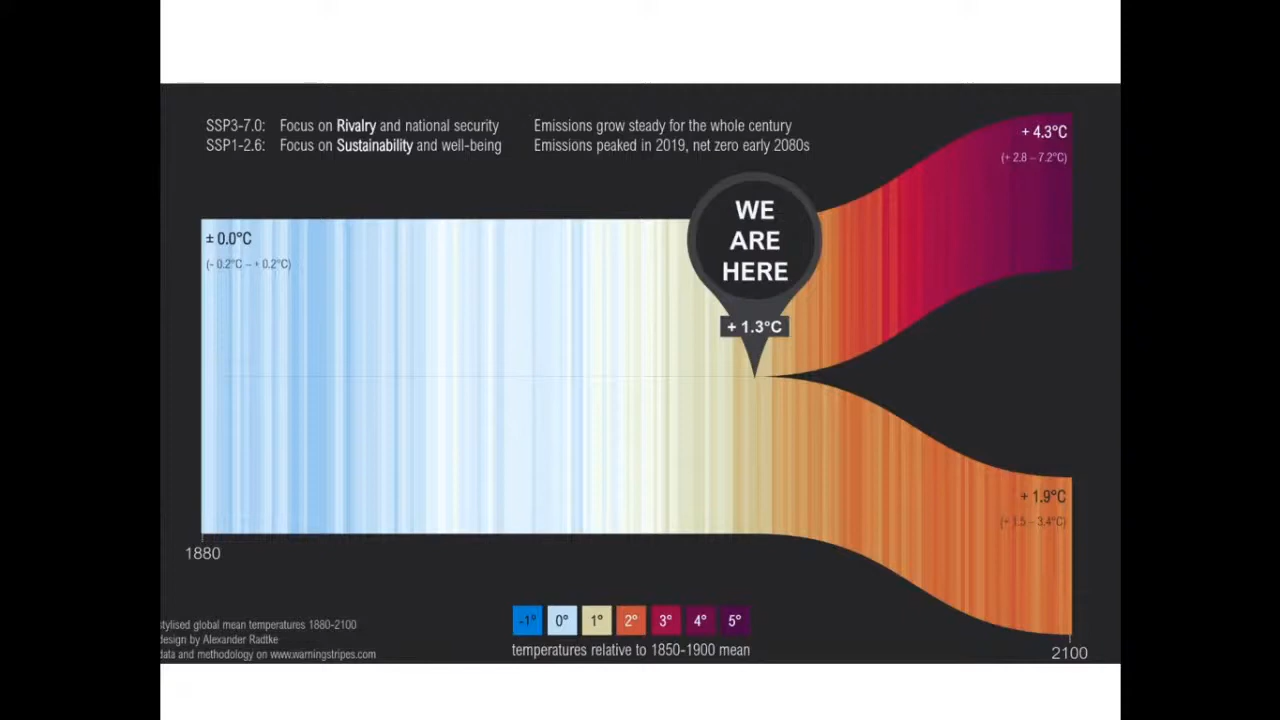 SSP3-7.0: Focus on Rivalry and national security Emissions grow steady for the whole century
SSP1-2.6: Focus on Sustainability and well-being Emissions peaked in 2019, net zero early 2080s
+ 4.3°C
(+ 2.8 – 7.2°C)
WE
ARE
HERE
+ 1.3°C
± 0.0°C
(- 0.2°C – + 0.2°C)
+ 1.9°C
(+ 1.5 – 3.4°C)
1880
2100
-1° 0° 1° 2° 3° 4° 5°
temperatures relative to 1850-1900 mean
stylised global mean temperatures 1880-2100
design by Alexander Radtke
data and methodology on www.warningstripes.com